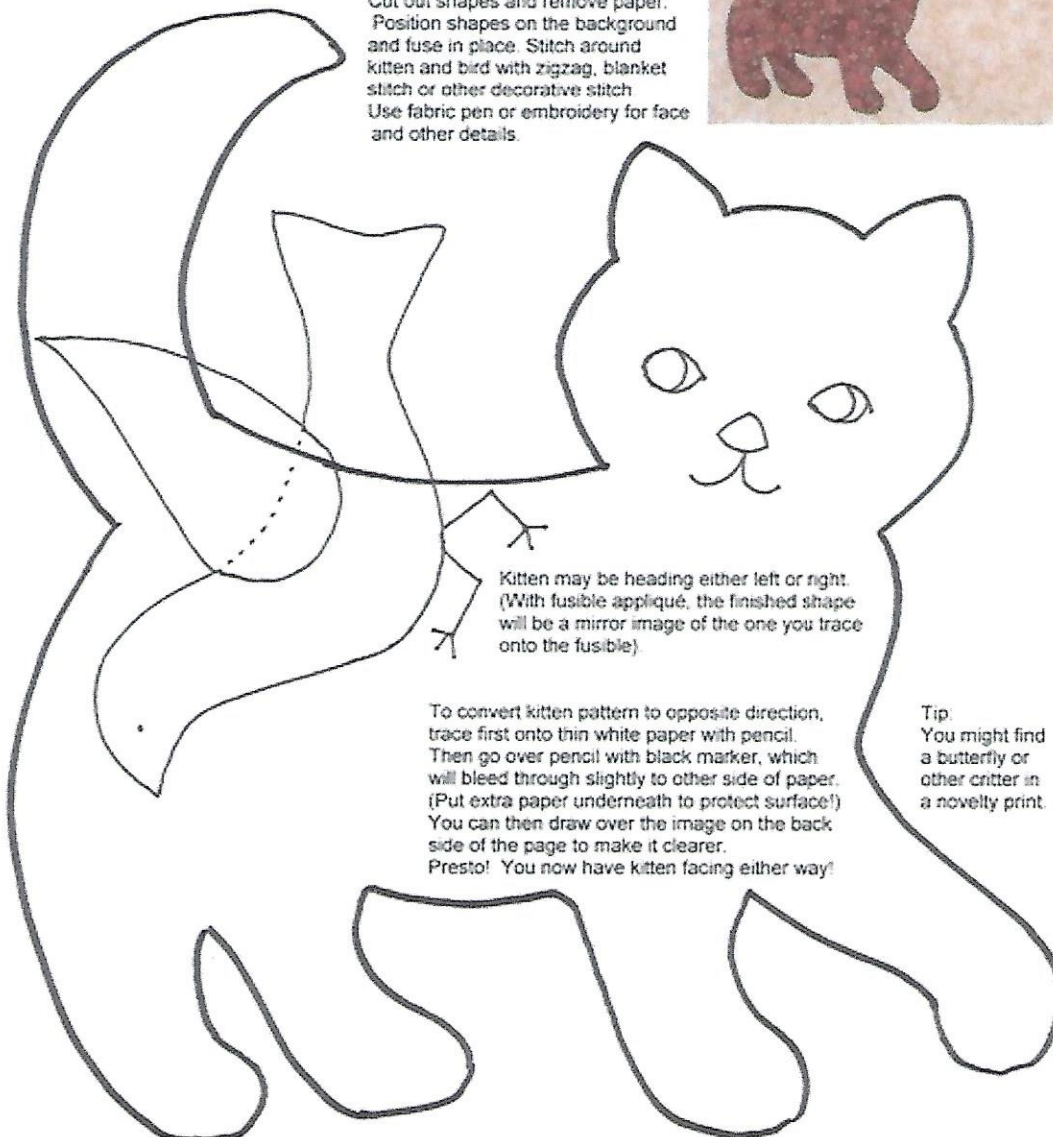 Cut out shapes and remove paper.
Position shapes on the background
and fuse in place. Stitch around
kitten and bird with zigzag, blanket
stitch or other decorative stitch
Use fabric pen or embroidery for face
and other details.
Kitten may be heading either left or right.
(With fusible appliqué, the finished shape
will be a mirror image of the one you trace
onto the fusible).
To convert kitten pattern to opposite direction,
trace first onto thin white paper with pencil.
Then go over pencil with black marker, which
will bleed through slightly to other side of paper.
(Put extra paper underneath to protect surface!)
You can then draw over the image on the back
side of the page to make it clearer.
Presto! You now have kitten facing either way!
Tip:
You might find
a butterfly or
other critter in
a novelty print.